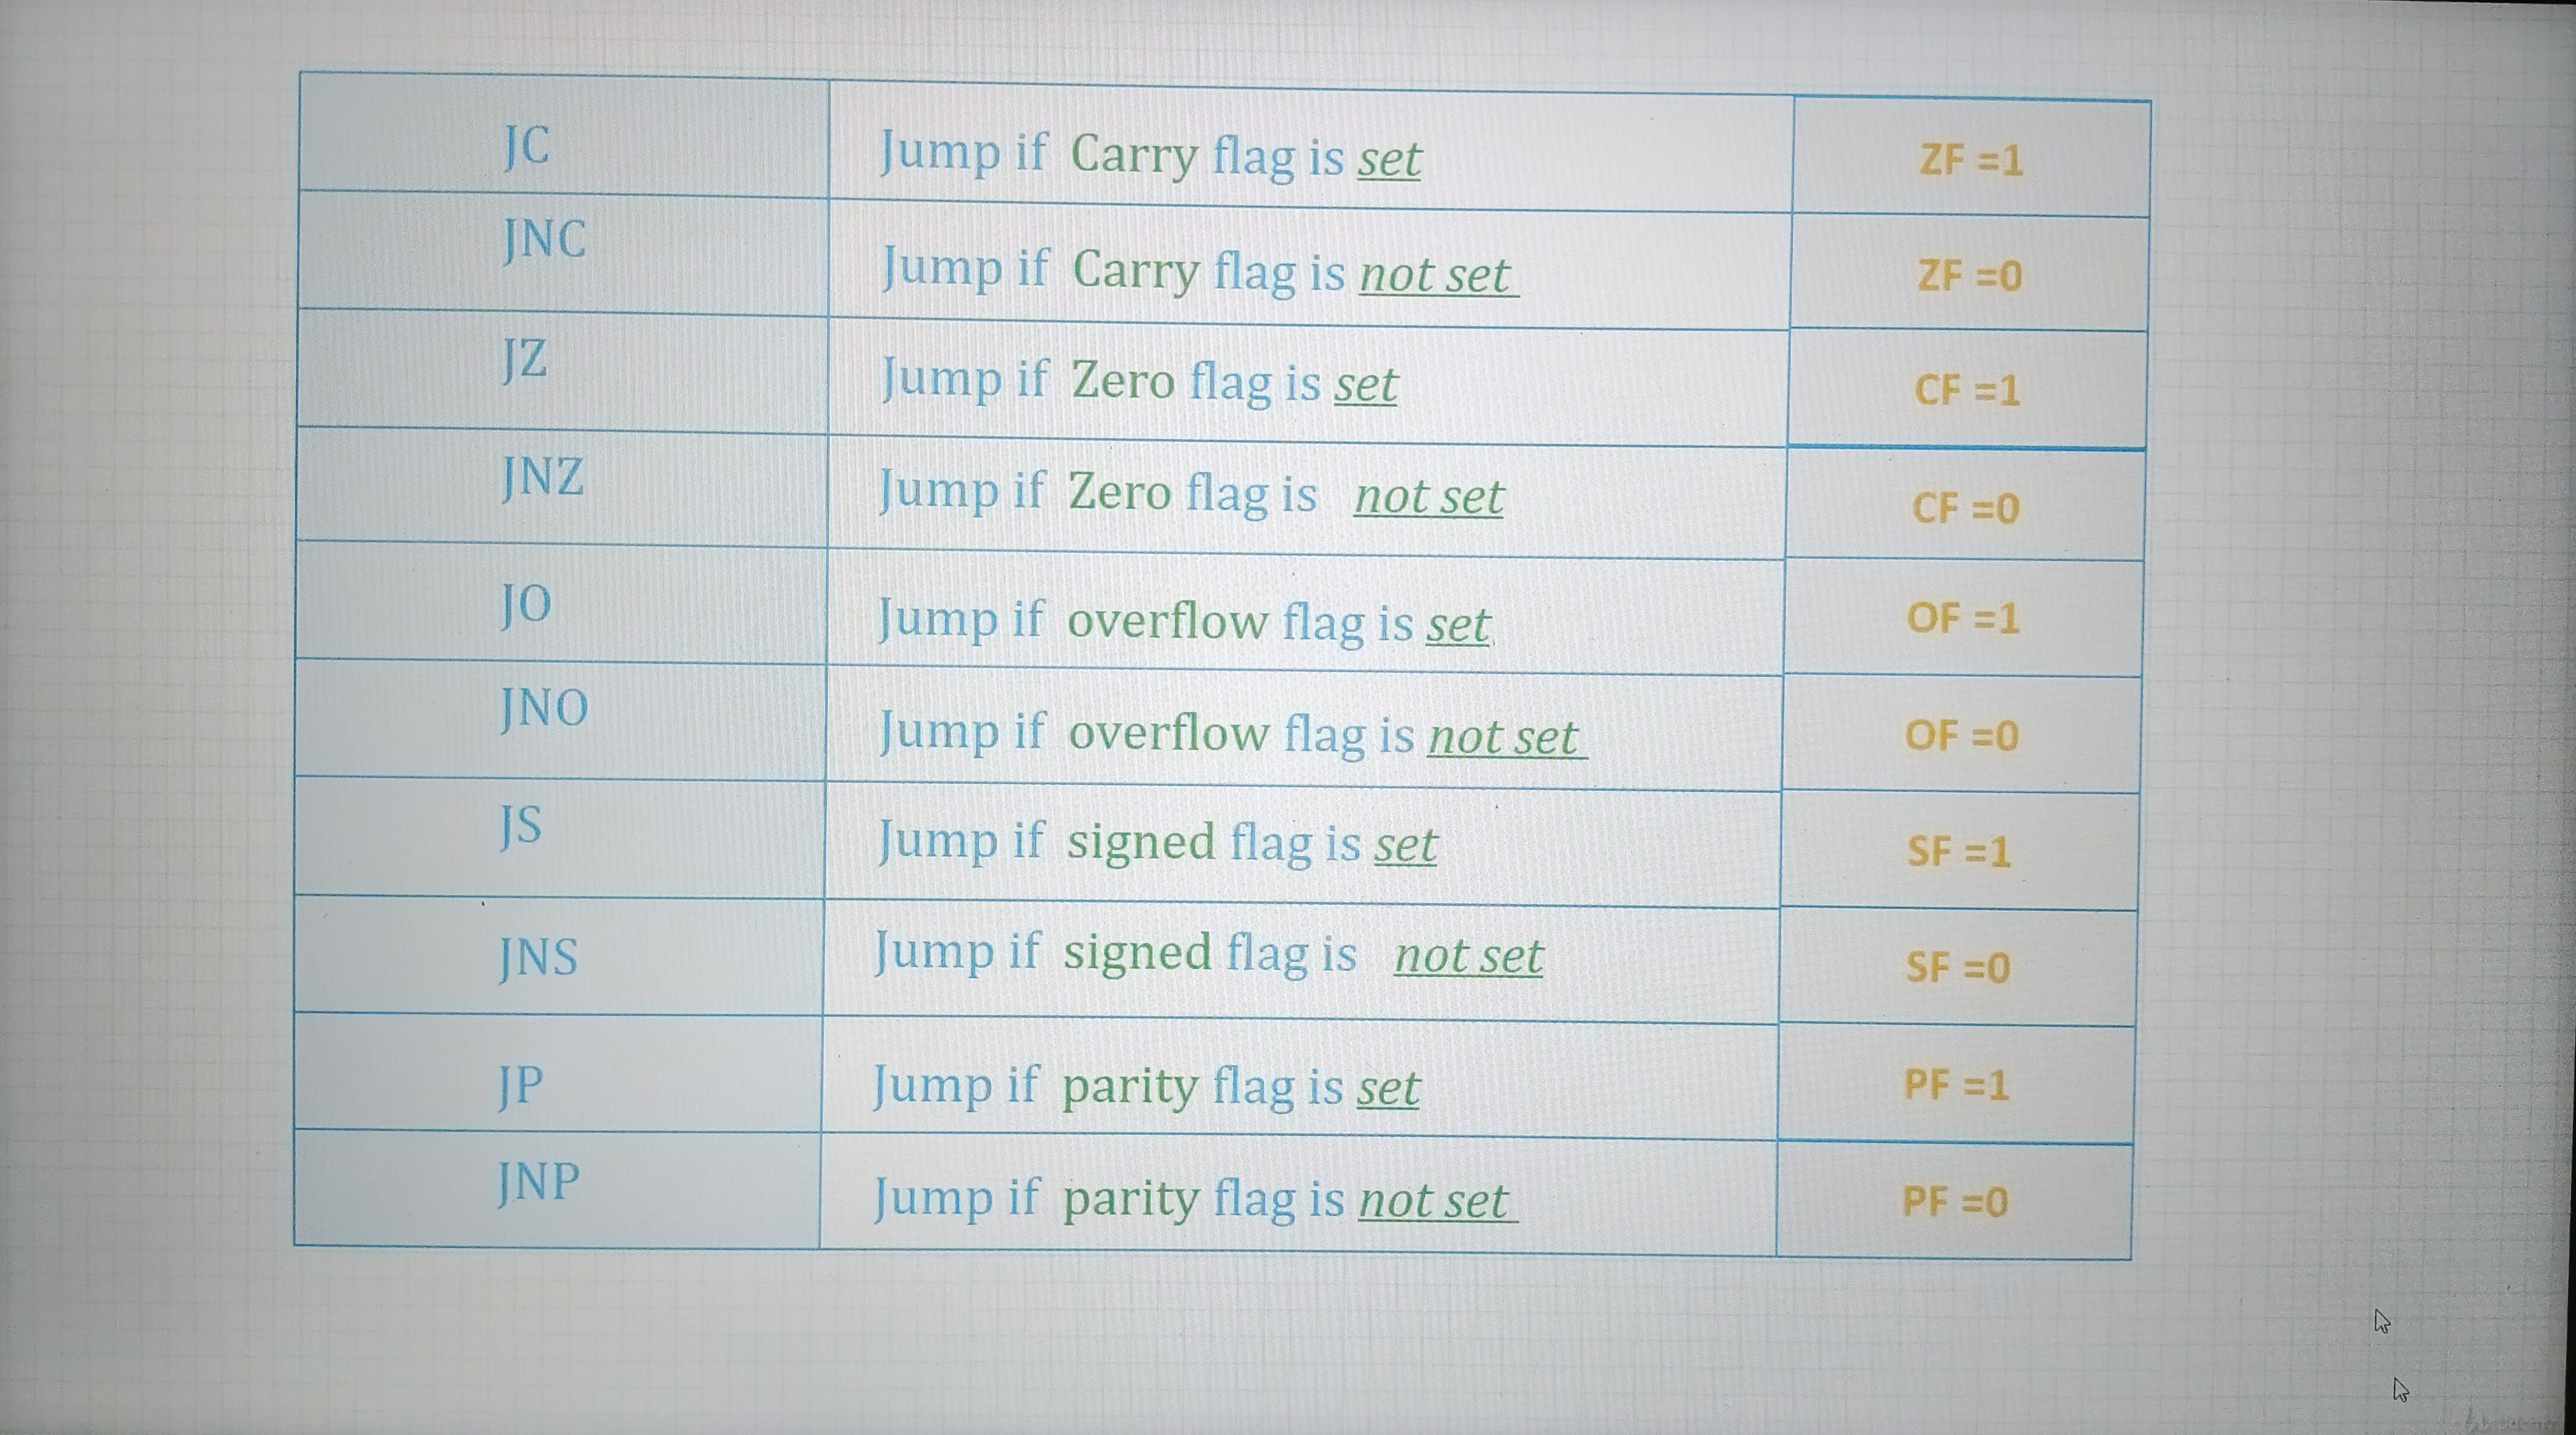 JC Jump if Carry flag is set ZF =1
JNC Jump if Carry flag is not set ZF =0
JZ Jump if Zero flag is set CF =1
JNZ Jump if Zero flag is not set CF =0
JO Jump if overflow flag is set OF =1
JNO Jump if overflow flag is not set OF =0
JS Jump if signed flag is set SF =1
JNS Jump if signed flag is not set SF =0
JP Jump if parity flag is set PF =1
JNP Jump if parity flag is not set PF =0